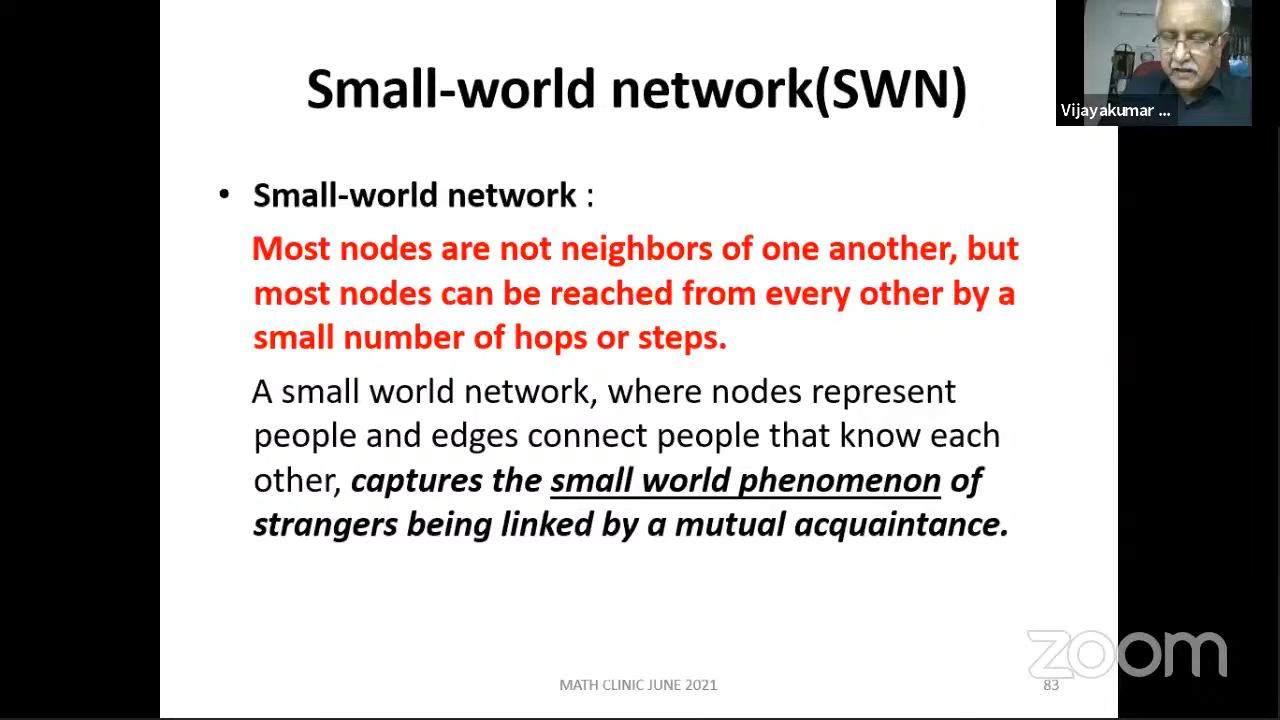 Small-world network(SWN)
Vijayakumar ...
• Small-world network :
Most nodes are not neighbors of one another, but
most nodes can be reached from every other by a
small number of hops or steps.
A small world network, where nodes represent
people and edges connect people that know each
other, captures the small world phenomenon of
strangers being linked by a mutual acquaintance.
zoom
MATH CLINIC JUNE 2021
83